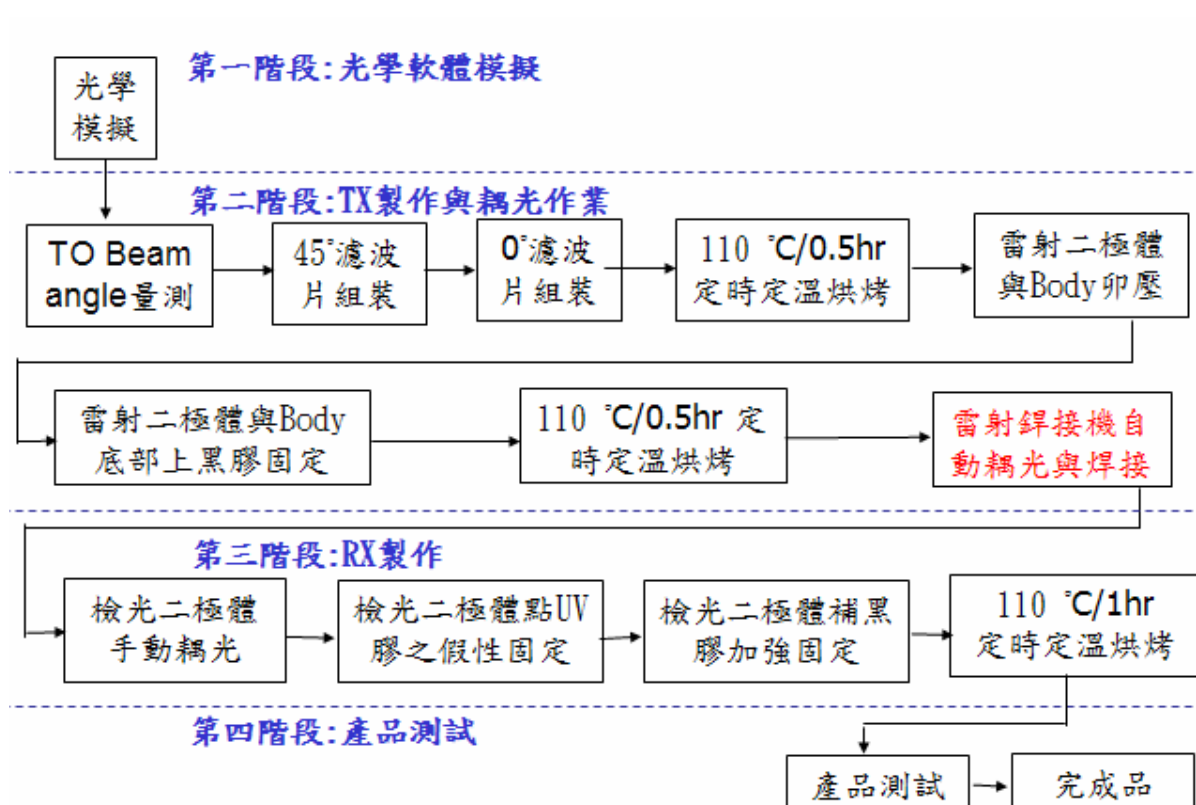 第一階段:光學軟體模擬
光學
模擬
第二階段:TX製作與耦光作業
TO Beam
angle量測
45°濾波
片組裝
0°濾波
片組裝
110 °C/0.5hr
定時定溫烘烤
雷射二極體
與Body卯壓
雷射二極體與Body
底部上黑膠固定
110 °C/0.5hr 定
時定溫烘烤
雷射銲接機自
動耦光與焊接
第三階段:RX製作
檢光二極體
手動耦光
檢光二極體點UV
膠之假性固定
檢光二極體補黑
膠加強固定
110 °C/1hr
定時定溫烘烤
第四階段:產品測試
產品測試
完成品